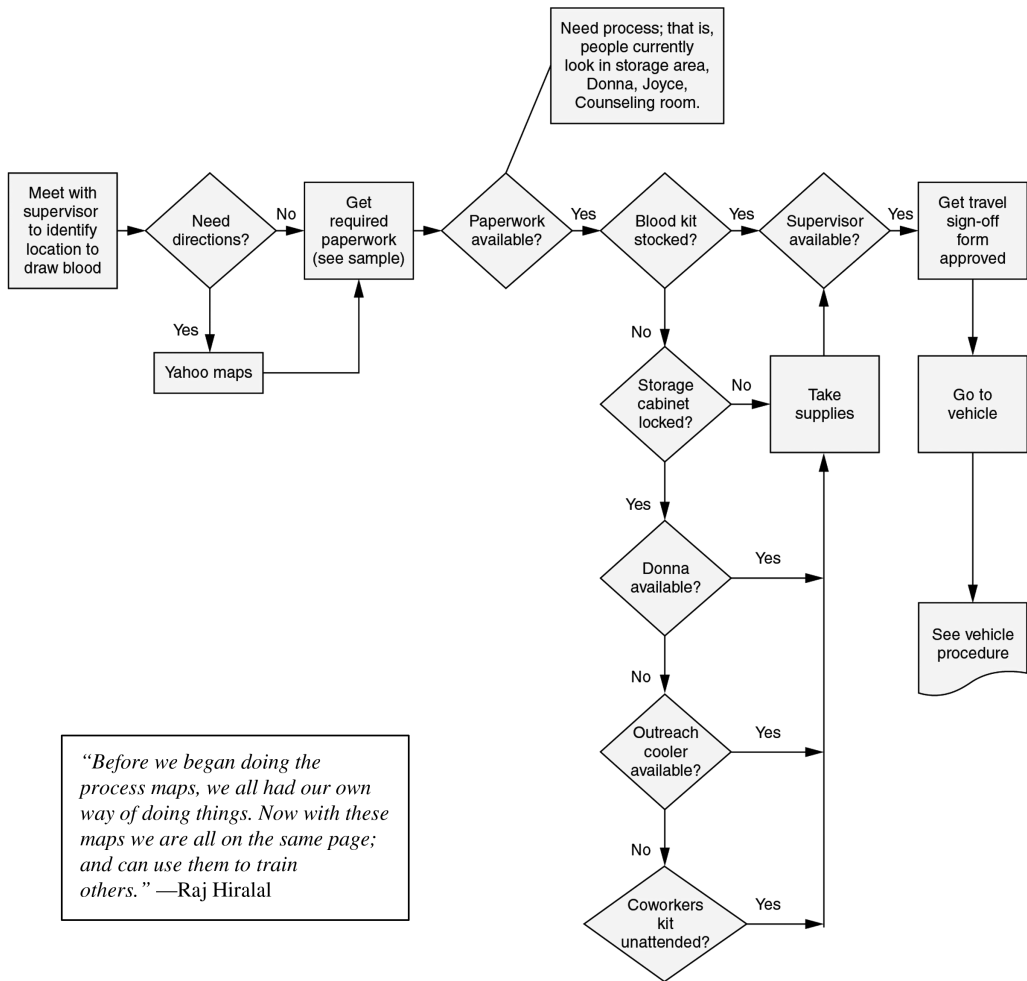 Need process; that is,
people currently
look in storage area,
Donna, Joyce,
Counseling room.
Meet with
supervisor
to identify
location to
draw blood
Need
directions?
No
Get
required
paperwork
(see sample)
Paperwork
available?
Yes
Blood kit
stocked?
Yes
Supervisor
available?
Yes
Get travel
sign-off
form
approved
Yes
Yahoo maps
No
Storage
cabinet
locked?
No
Take
supplies
Go to
vehicle
Yes
Donna
available?
Yes
See vehicle
procedure
No
Outreach
cooler
available?
Yes
No
Coworkers
kit
unattended?
Yes
“Before we began doing the
process maps, we all had our own
way of doing things. Now with these
maps we are all on the same page;
and can use them to train
others.” —Raj Hiralal